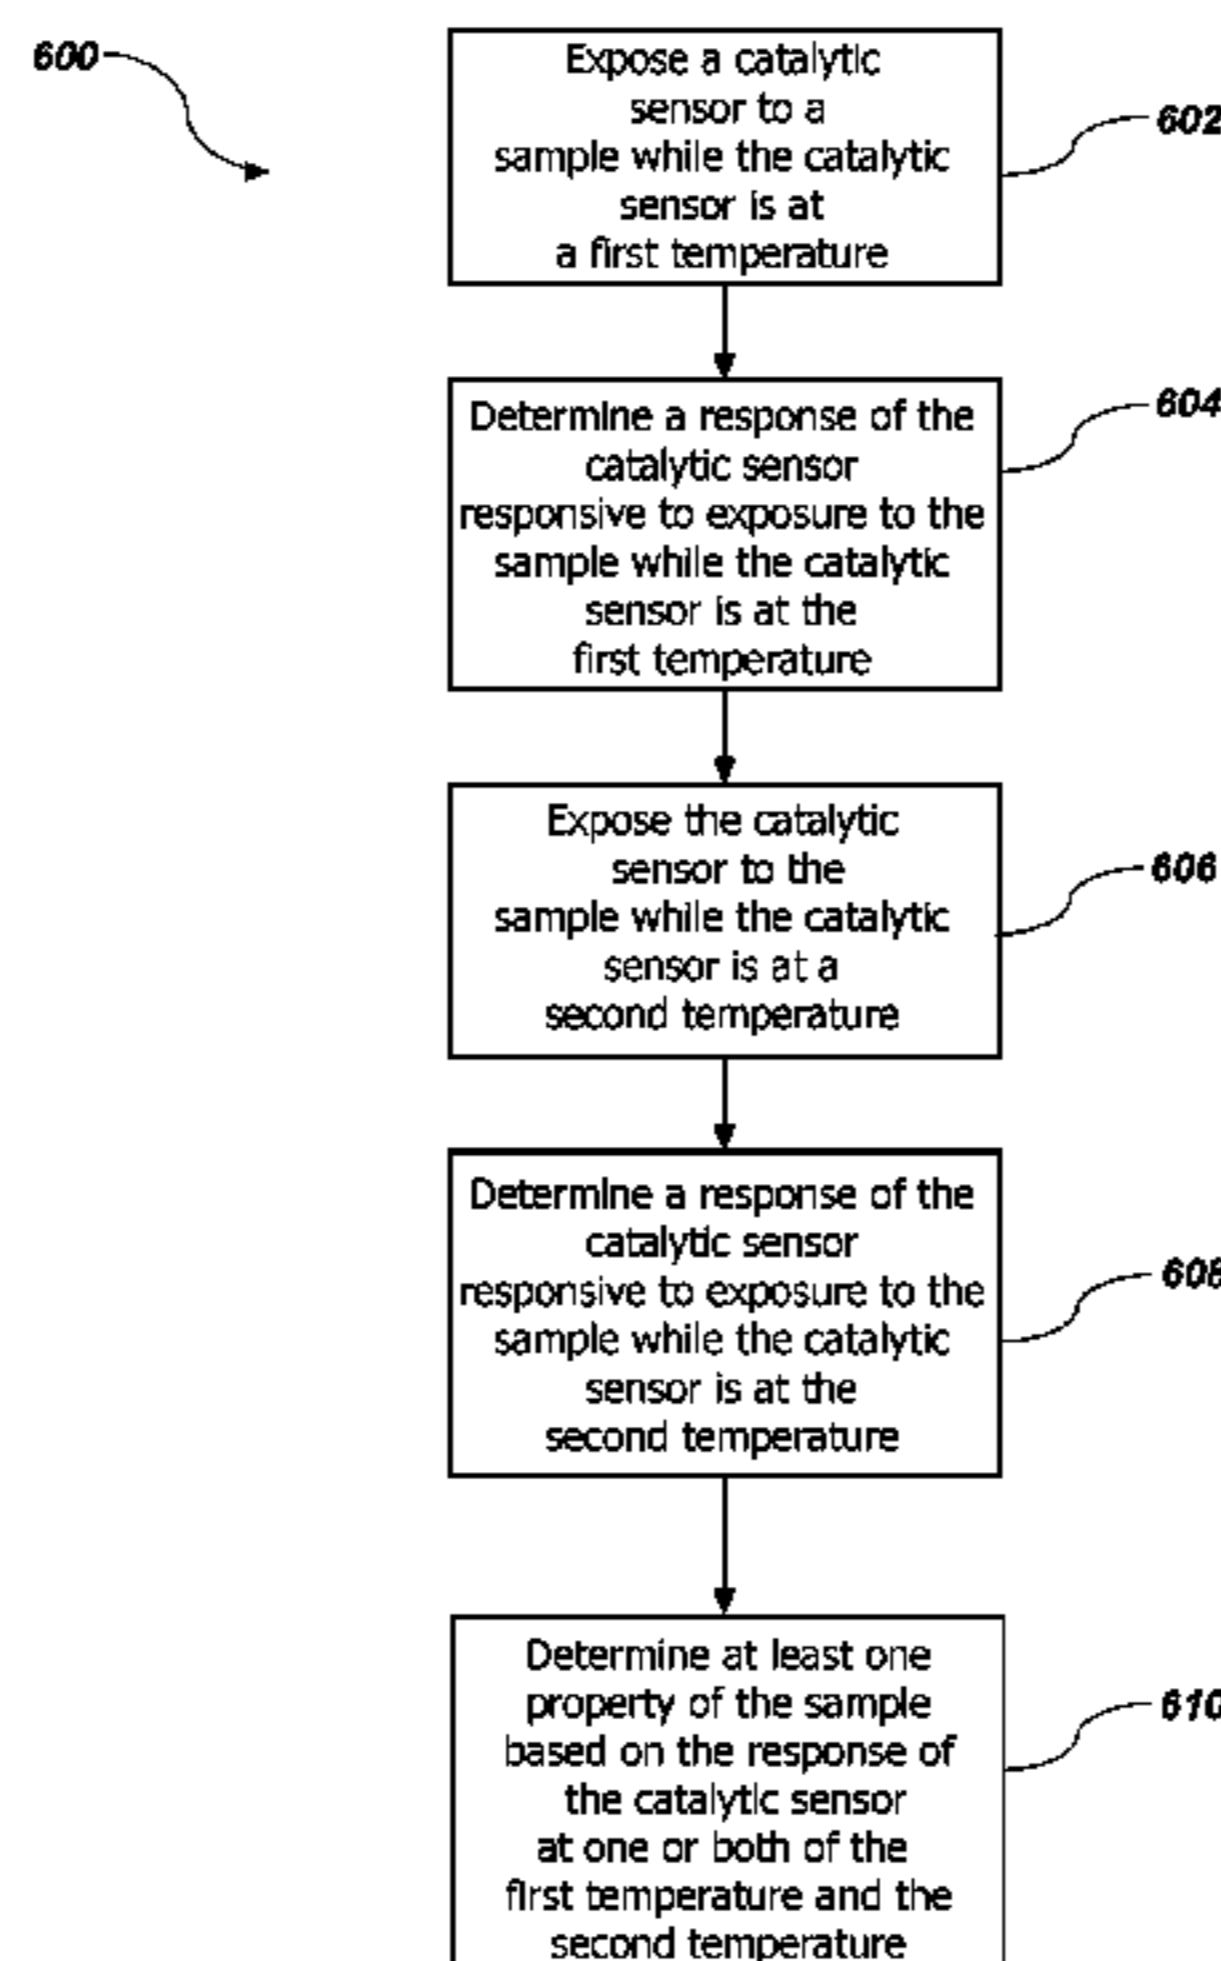 600
Expose a catalytic
sensor to a
sample while the catalytic
sensor is at
a first temperature
602
Determine a response of the
catalytic sensor
responsive to exposure to the
sample while the catalytic
sensor is at the
first temperature
604
Expose the catalytic
sensor to the
sample while the catalytic
sensor is at a
second temperature
606
Determine a response of the
catalytic sensor
responsive to exposure to the
sample while the catalytic
sensor is at the
second temperature
608
Determine at least one
property of the sample
based on the response of
the catalytic sensor
at one or both of the
first temperature and the
second temperature
610